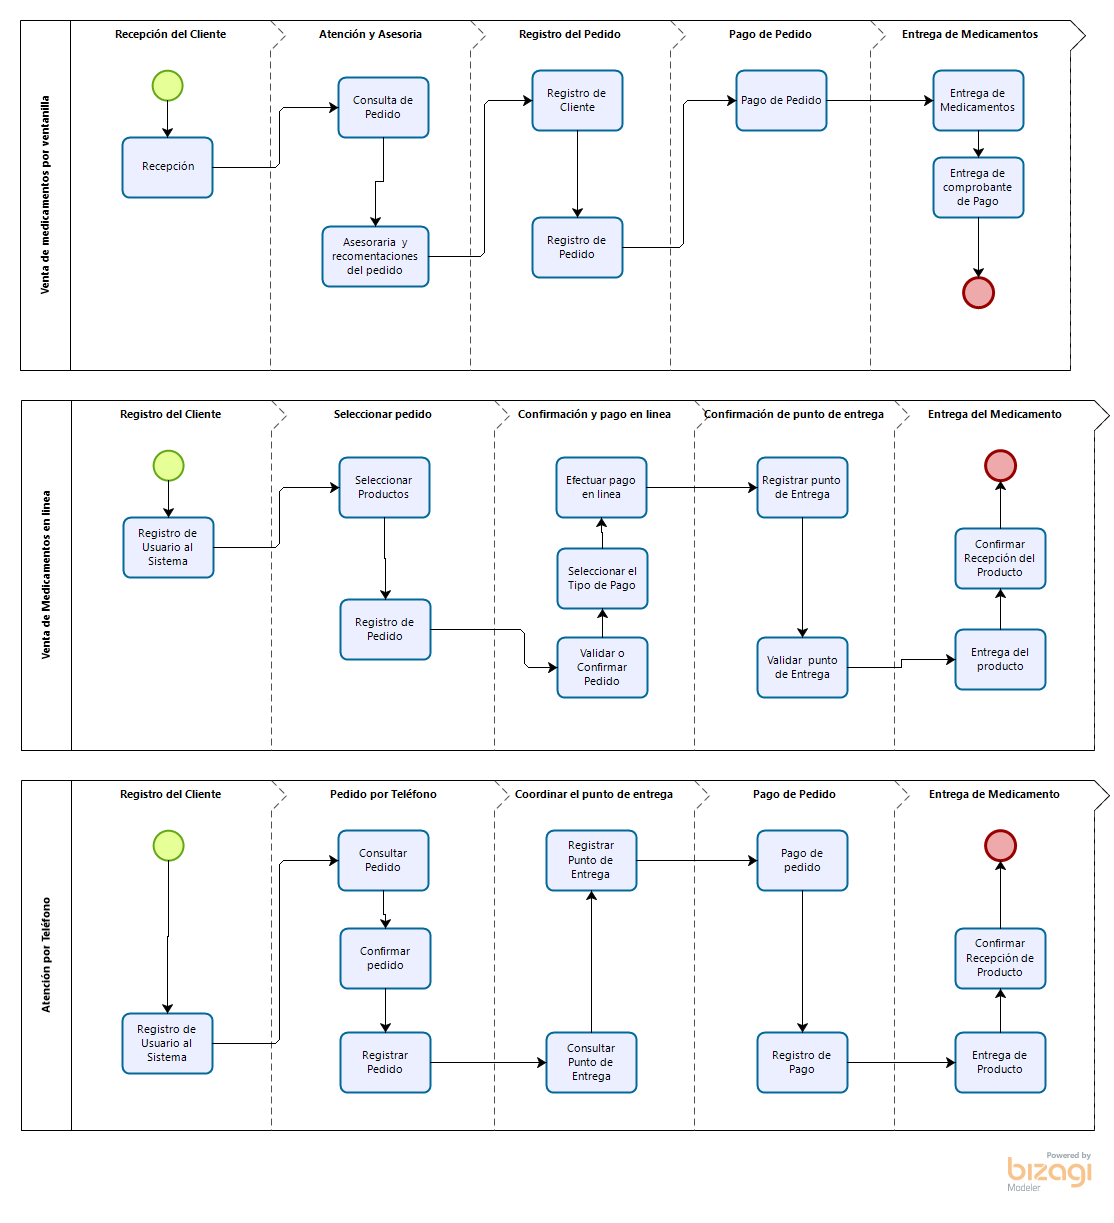 Venta de medicamentos por ventanilla
Recepción del Cliente
Atención y Asesoria
Registro del Pedido
Pago de Pedido
Entrega de Medicamentos
Recepción
Consulta de
Pedido
Asesoraria y
recomentaciones
del pedido
Registro de
Cliente
Registro de
Pedido
Pago de Pedido
Entrega de
Medicamentos
Entrega de
comprobante
de Pago
Venta de Medicamentos en linea
Registro del Cliente
Seleccionar pedido
Confirmación y pago en linea
Confirmación de punto de entrega
Entrega del Medicamento
Registro de
Usuario al
Sistema
Seleccionar
Productos
Registro de
Pedido
Efectuar pago
en linea
Seleccionar el
Tipo de Pago
Validar o
Confirmar
Pedido
Registrar punto
de Entrega
Validar punto
de Entrega
Confirmar
Recepción del
Producto
Entrega del
producto
Atención por Teléfono
Registro del Cliente
Pedido por Teléfono
Coordinar el punto de entrega
Pago de Pedido
Entrega de Medicamento
Registro de
Usuario al
Sistema
Consultar
Pedido
Confirmar
pedido
Registrar
Pedido
Registrar
Punto de
Entrega
Consultar
Punto de
Entrega
Pago de
pedido
Registro de
Pago
Confirmar
Recepción de
Producto
Entrega de
Producto
Powered by
bizagi
Modeler